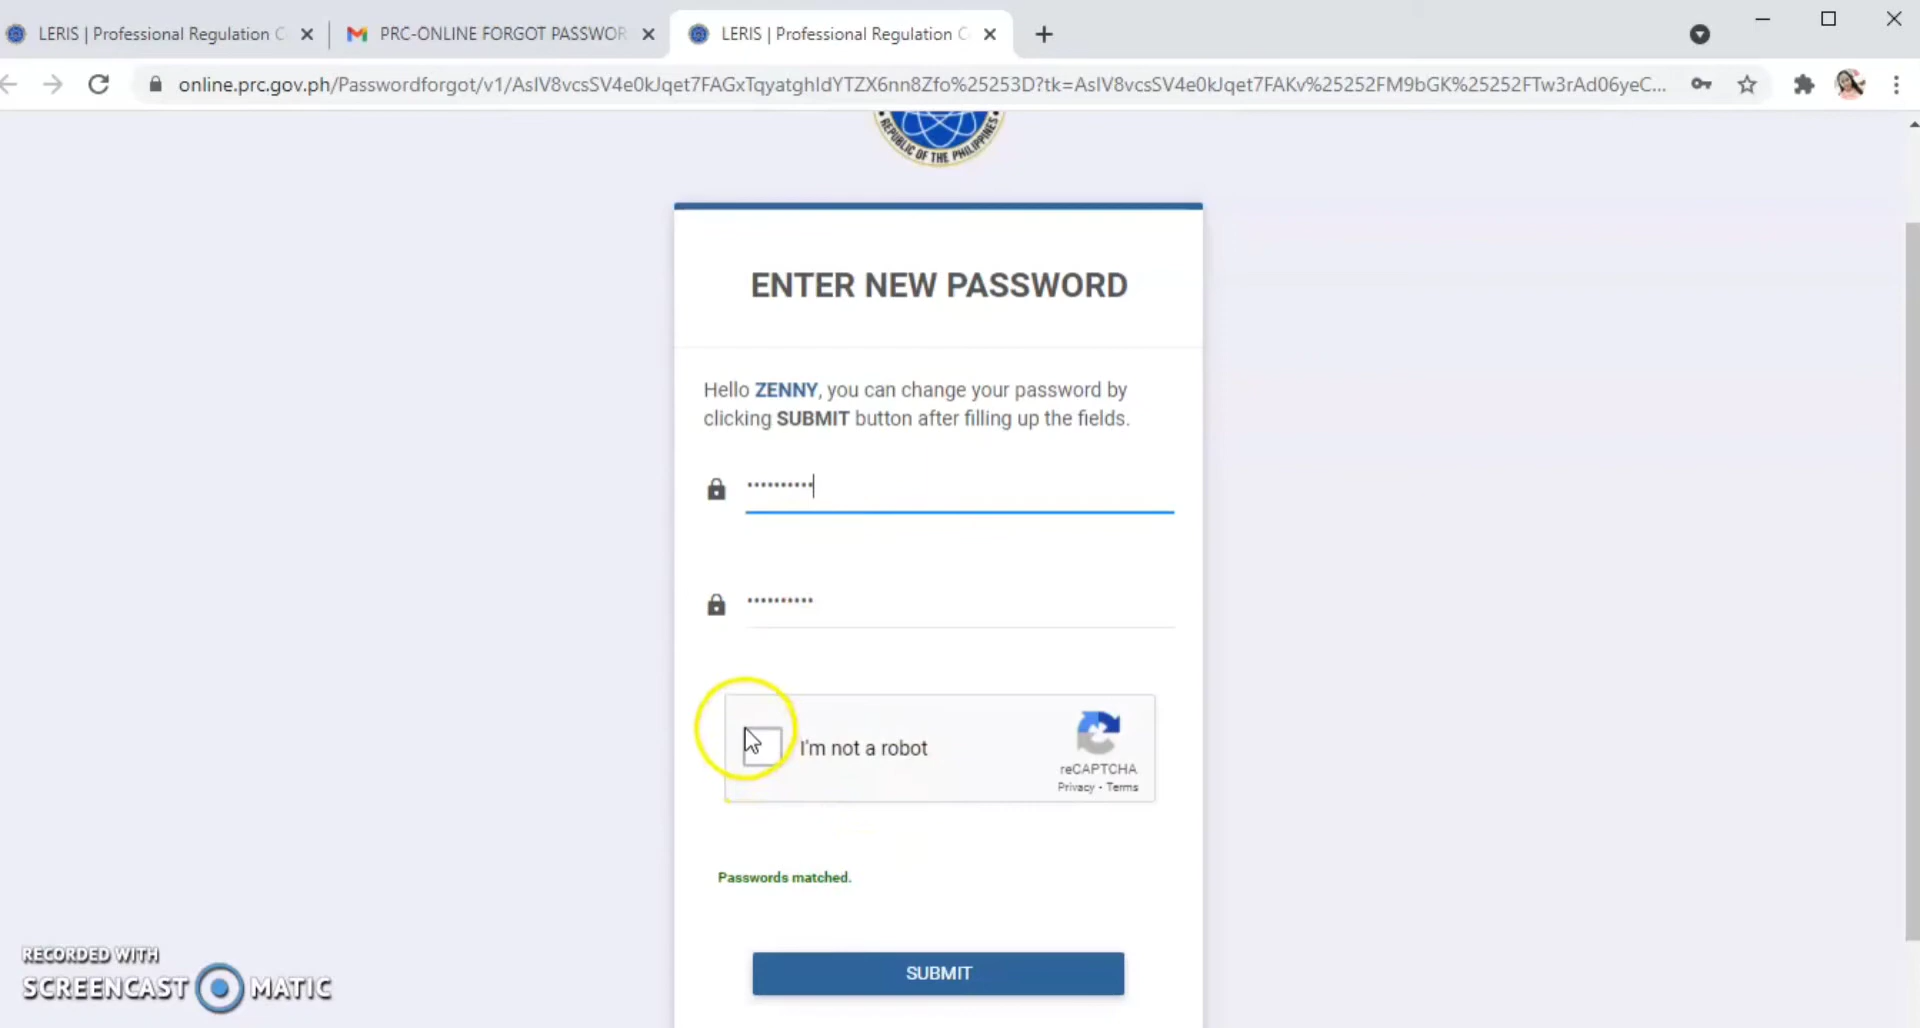 LERIS | Professional Regulation C
PRC-ONLINE FORGOT PASSWOR
LERIS | Professional Regulation C
online.prc.gov.ph/Passwordforgot/v1/AsIV8vcsSV4e0kJqet7FAGxTqyatghIdYTZX6nn8Zfo%25253D?tk=AsIV8vcsSV4e0kJqet7FAKv%25252FM9bGK%25252FTw3rAd06yeC...
REPUBLIC OF THE PHILIPPINES
ENTER NEW PASSWORD
Hello ZENNY, you can change your password by
clicking SUBMIT button after filling up the fields.
I'm not a robot
reCAPTCHA
Privacy - Terms
Passwords matched.
SUBMIT
RECORDED WITH
SCREENCAST MATIC